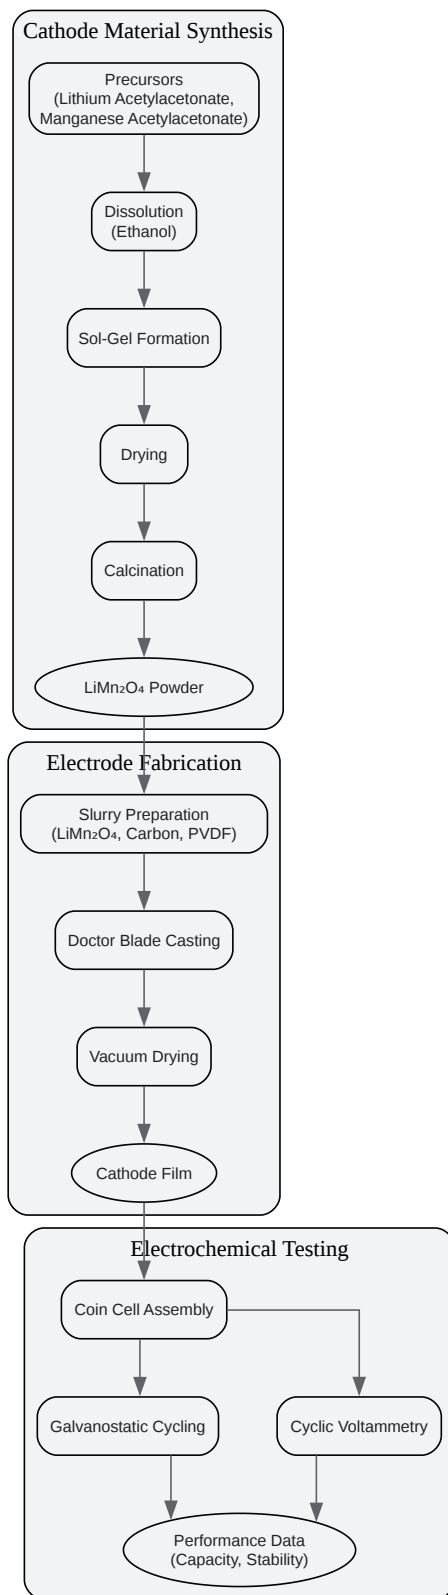 Cathode Material Synthesis
Precursors
(Lithium Acetylacetonate,
Manganese Acetylacetonate)
Dissolution
(Ethanol)
Sol-Gel Formation
Drying
Calcination
LiMn₂O₄ Powder
Electrode Fabrication
Slurry Preparation
(LiMn₂O₄, Carbon, PVDF)
Doctor Blade Casting
Vacuum Drying
Cathode Film
Electrochemical Testing
Coin Cell Assembly
Galvanostatic Cycling
Cyclic Voltammetry
Performance Data
(Capacity, Stability)